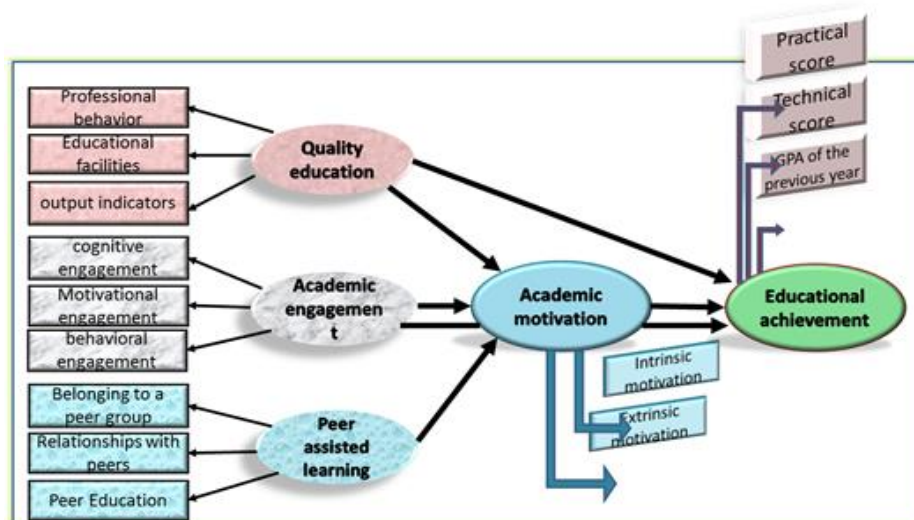 Practical
score
Professional
behavior
Technical
score
Educational
facilities
Quality
education
GPA of the
previous year
output indicators
cognitive
engagement
Motivational
engagement
Academic
engagemen
t
Academic
motivation
Educational
achievement
behavioral
engagement
Intrinsic
motivation
Belonging to a
peer group
Extrinsic
motivation
Relationships with
peers
Peer
assisted
learning
Peer Education